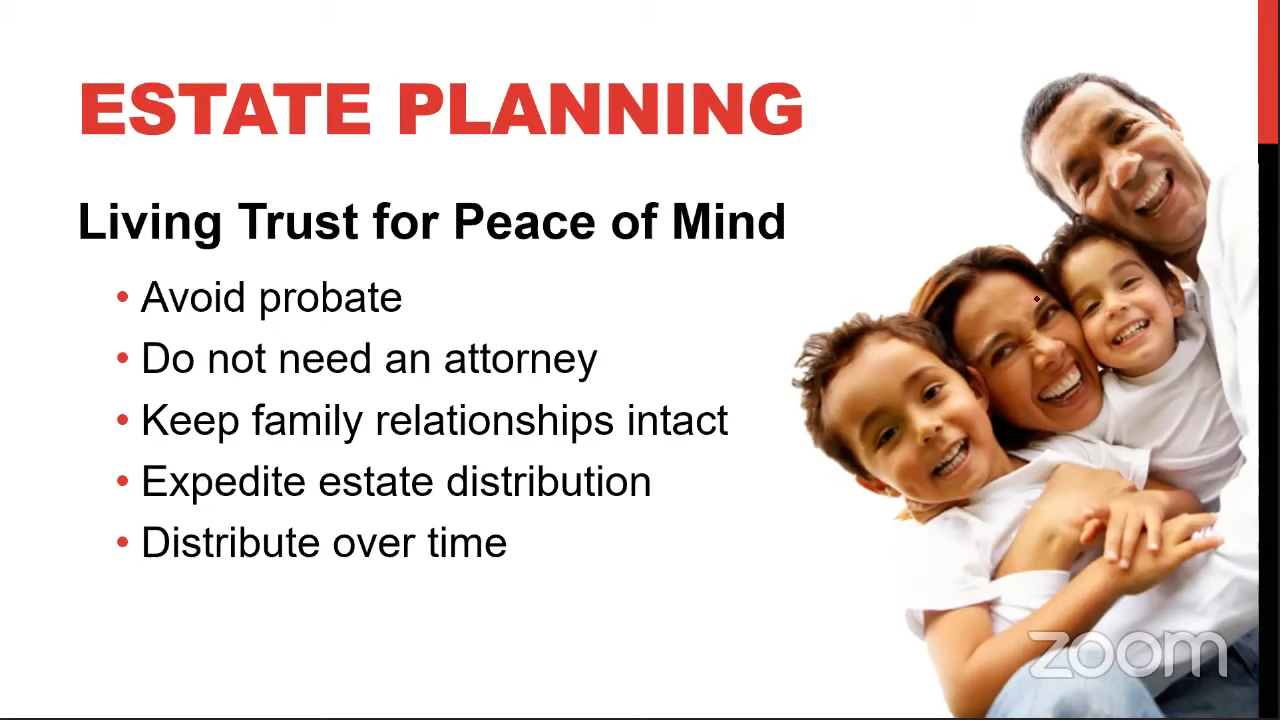 ESTATE PLANNING
Living Trust for Peace of Mind
• Avoid probate
• Do not need an attorney
• Keep family relationships intact
• Expedite estate distribution
• Distribute over time
zoom